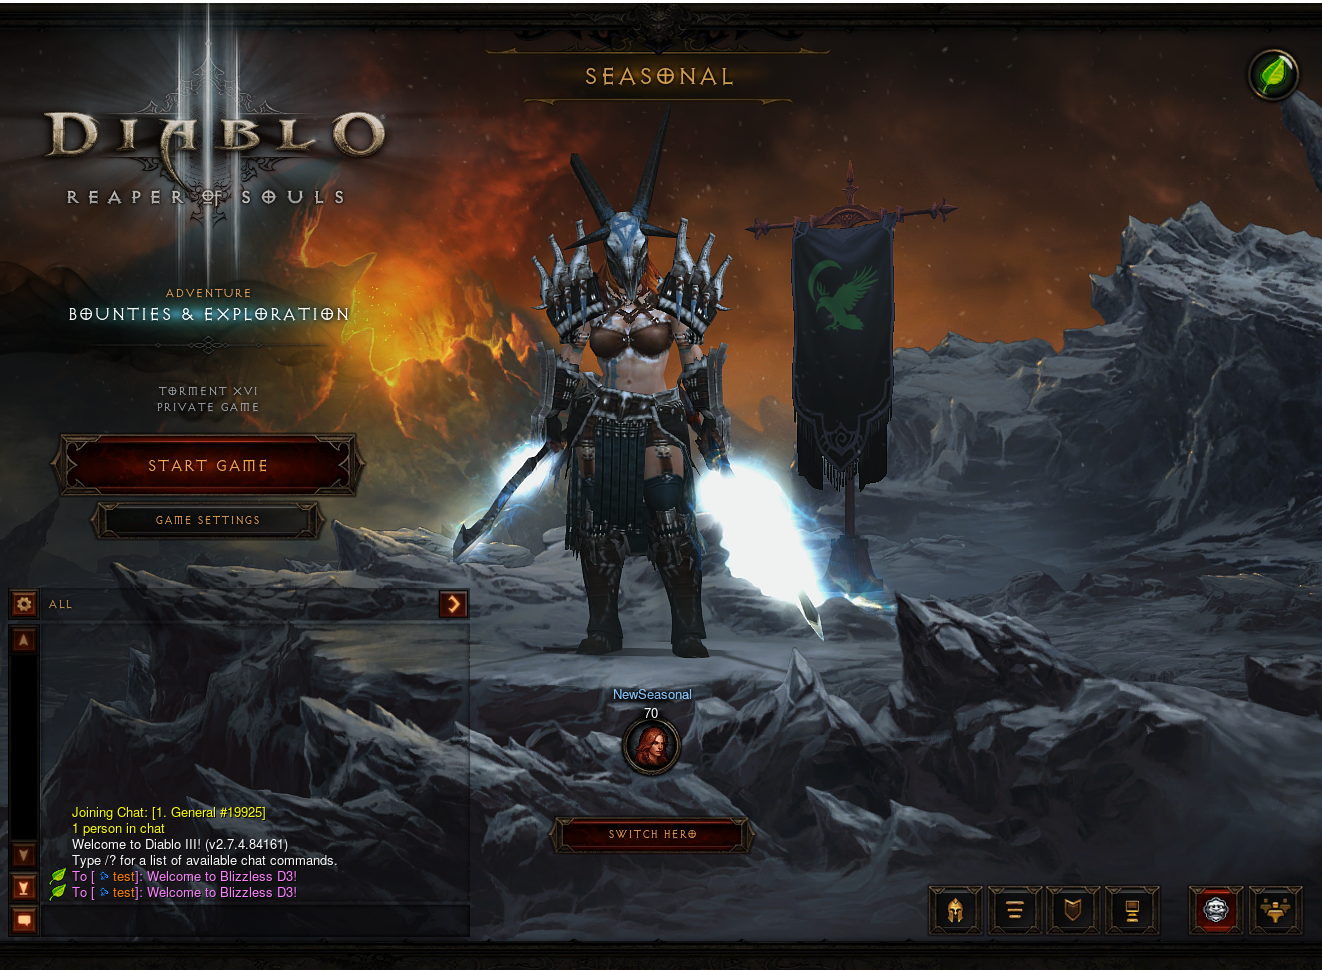 SEASONAL
DIABLO
REAPER OF SOULS
ADVENTURE
BOUNTIES & EXPLORATION
TORMENT XVI
PRIVATE GAME
START GAME
GAME SETTINGS
ALL
NewSeasonal
70
Joining Chat: [1. General #19925]
1 person in chat
Welcome to Diablo III! (v2.7.4.84161)
Type /? for a list of available chat commands.
To [ test]: Welcome to Blizzless D3!
To [ test]: Welcome to Blizzless D3!
SWITCH HERO